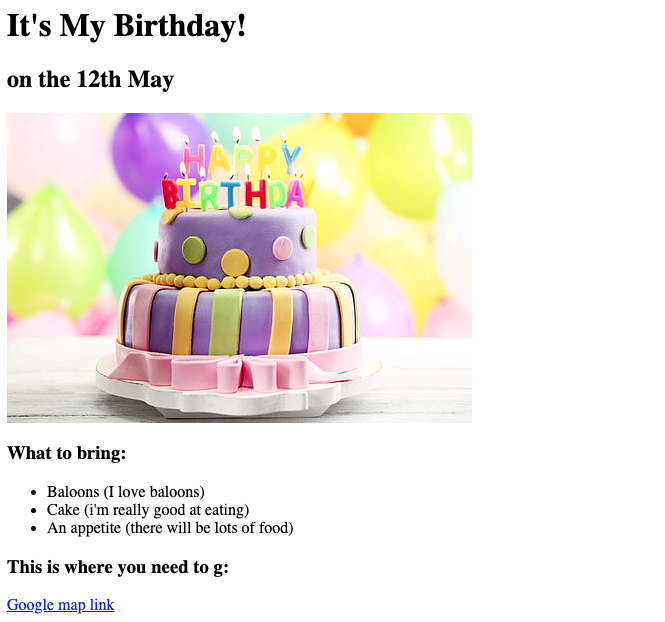 It's My Birthday!
on the 12th May
HAPPY
BIRTHDAY
What to bring:
Baloons (I love baloons)
Cake (i'm really good at eating)
An appetite (there will be lots of food)
This is where you need to g:
Google map link